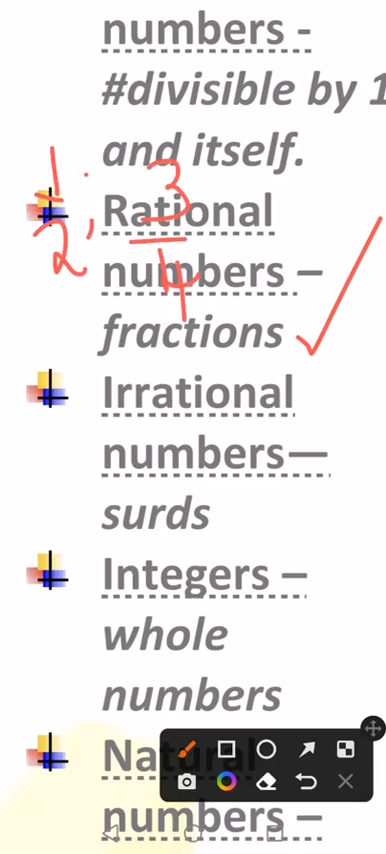 numbers -
#divisible by 1
and itself.
Rational
numbers –
fractions
1/2, 3/4
Irrational
numbers—
surds
Integers –
whole
numbers
Natural
numbers –